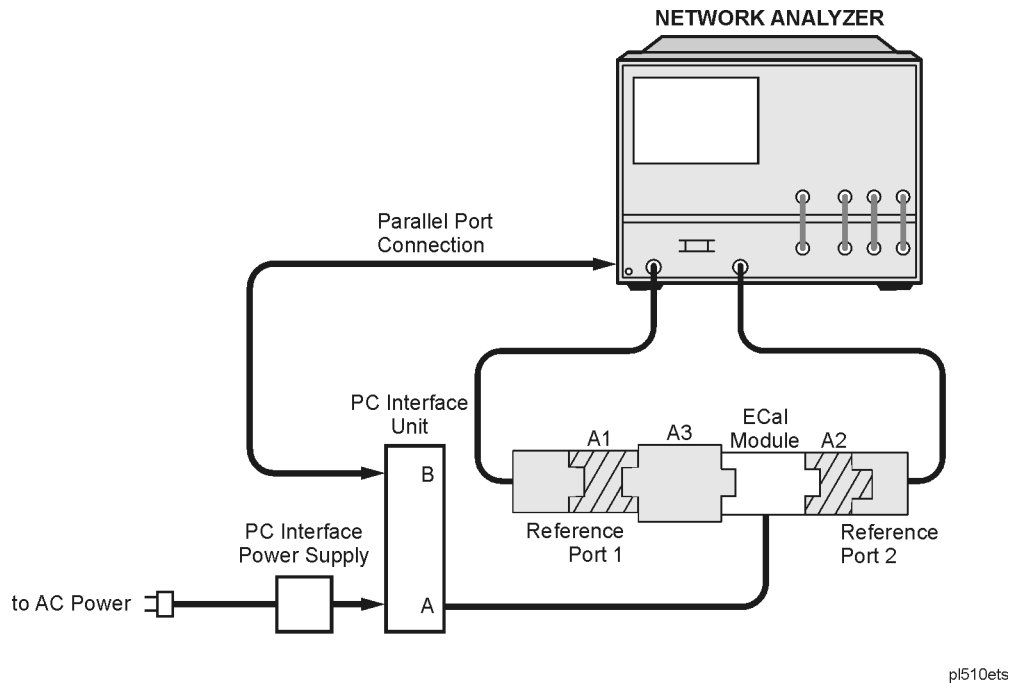 NETWORK ANALYZER
Parallel Port
Connection
PC Interface
Unit
B
A
PC Interface
Power Supply
to AC Power
A1
A3
ECal
Module
A2
Reference
Port 1
Reference
Port 2
pl510ets